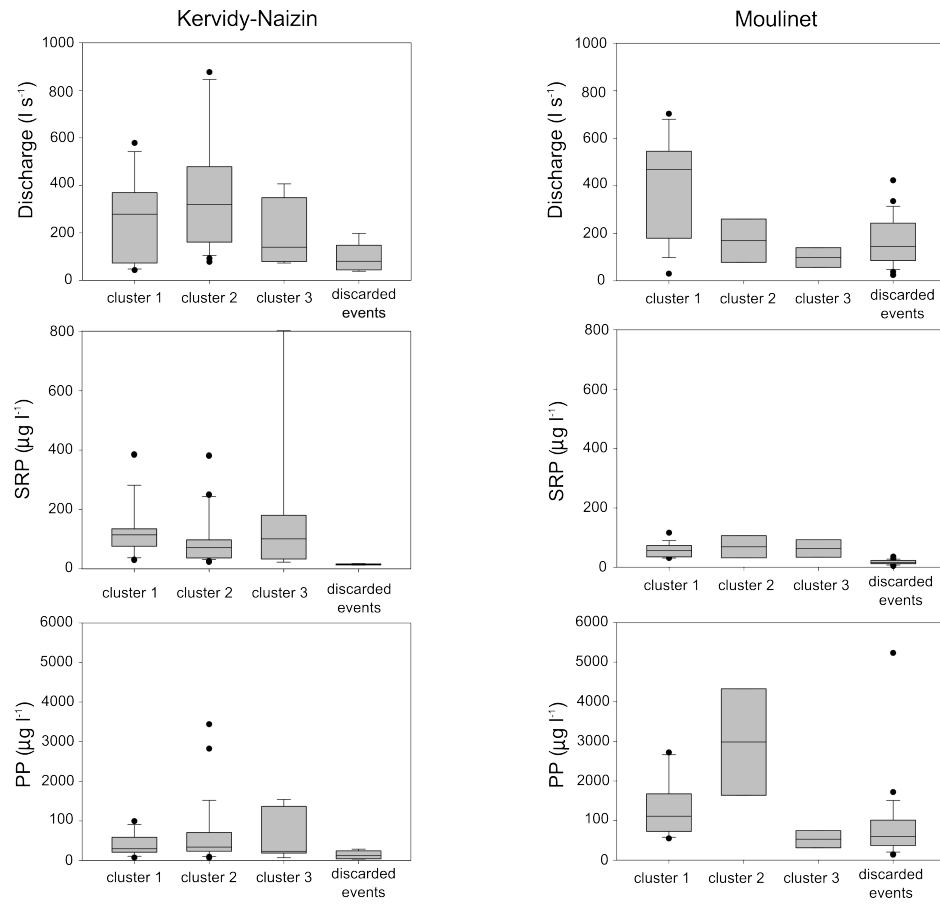 Kervidy-Naizin
Moulinet
Discharge (l s⁻¹)
1000
800
600
400
200
0
cluster 1 cluster 2 cluster 3 discarded
events
Discharge (l s⁻¹)
1000
800
600
400
200
0
cluster 1 cluster 2 cluster 3 discarded
events
SRP (µg l⁻¹)
800
600
400
200
0
cluster 1 cluster 2 cluster 3 discarded
events
SRP (µg l⁻¹)
800
600
400
200
0
cluster 1 cluster 2 cluster 3 discarded
events
PP (µg l⁻¹)
6000
5000
4000
3000
2000
100
0
cluster 1 cluster 2 cluster 3 discarded
events
PP (µg l⁻¹)
6000
5000
4000
3000
2000
100
0
cluster 1 cluster 2 cluster 3 discarded
events